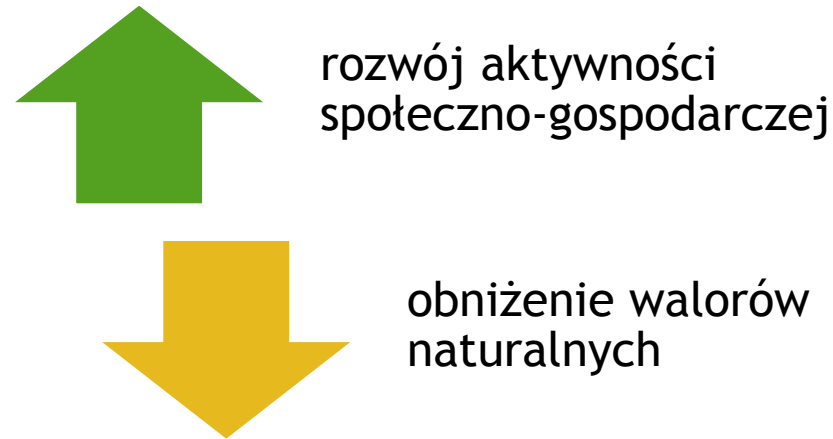 rozwój aktywności
społeczno-gospodarczej
obniżenie walorów
naturalnych